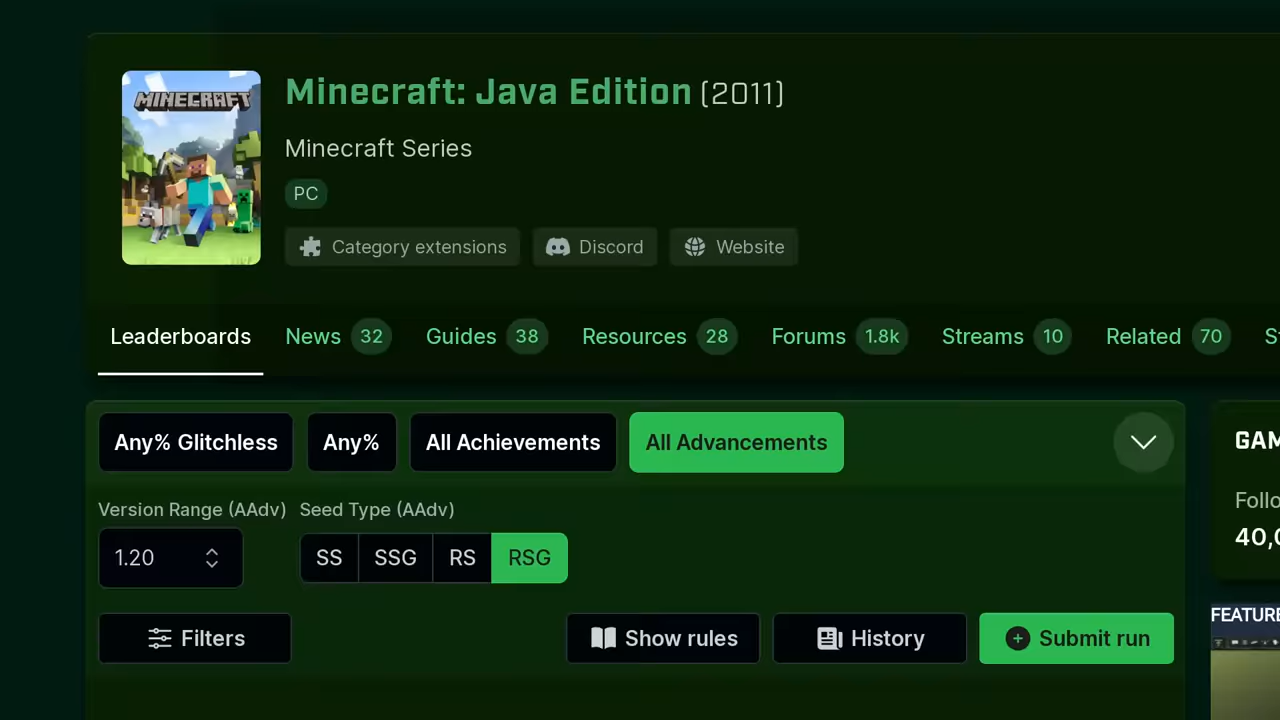 MINECRAFT
Minecraft: Java Edition (2011)
Minecraft Series
PC
Category extensions Discord Website
Leaderboards News 32 Guides 38 Resources 28 Forums 1.8k Streams 10 Related 70
Any% Glitchless Any% All Achievements All Advancements
Version Range (AAdv) Seed Type (AAdv)
1.20 SS SSG RS RSG
Filters Show rules History Submit run